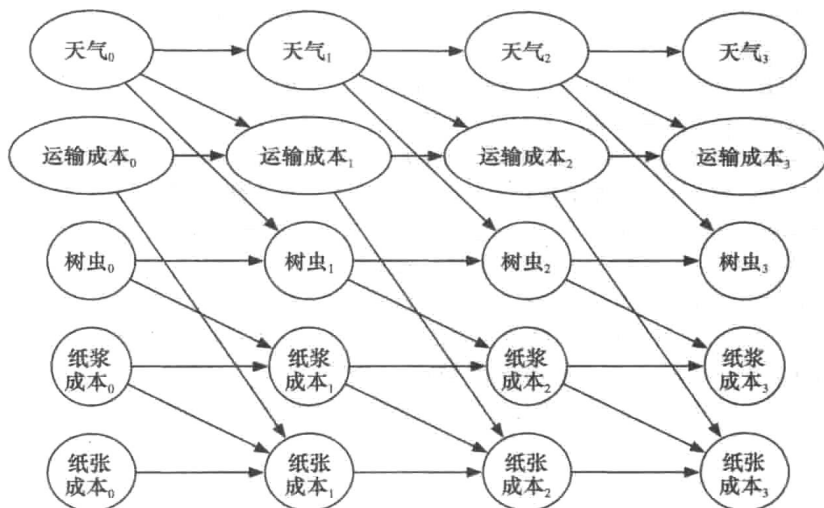 天气₀ 天气₁ 天气₂ 天气₃
运输成本₀ 运输成本₁ 运输成本₂ 运输成本₃
树虫₀ 树虫₁ 树虫₂ 树虫₃
纸浆 纸浆 纸浆 纸浆
成本₀ 成本₁ 成本₂ 成本₃
纸张 纸张 纸张 纸张
成本₀ 成本₁ 成本₂ 成本₃